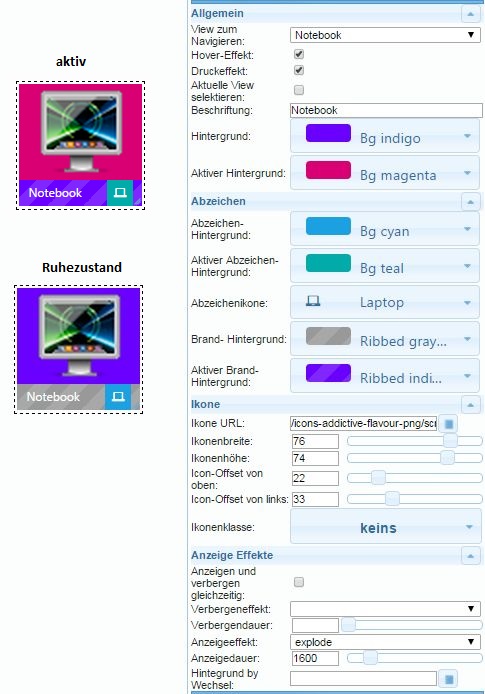 aktiv
Notebook
Ruhezustand
Notebook
Allgemein
View zum Navigieren:
Notebook
Hover-Effekt:
Druckeffekt:
Aktuelle View selektieren:
Beschriftung:
Notebook
Hintergrund:
Bg indigo
Aktiver Hintergrund:
Bg magenta
Abzeichen
Abzeichen-Hintergrund:
Bg cyan
Aktiver Abzeichen-Hintergrund:
Bg teal
Abzeichenikone:
Laptop
Brand- Hintergrund:
Ribbed gray...
Aktiver Brand-Hintergrund:
Ribbed indi...
Ikone
Ikone URL:
/icons-addictive-flavour-png/scr
Ikonenbreite:
76
Ikonenhöhe:
74
Icon-Offset von oben:
22
Icon-Offset von links:
33
Ikonenklasse:
keins
Anzeige Effekte
Anzeigen und verbergen gleichzeitig:
Verbergeneffekt:
Verbergendauer:
Anzeigeeffekt:
explode
Anzeigedauer:
1600
Hintegrund by Wechsel: